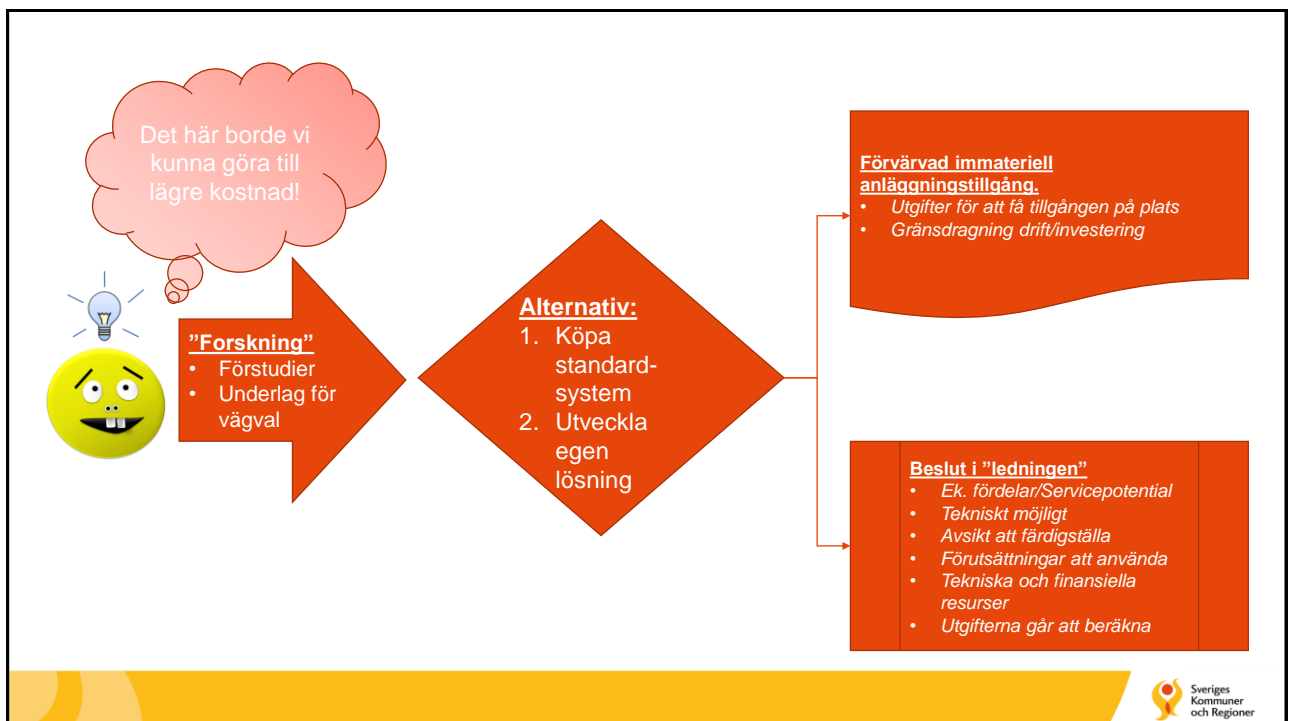 Det här borde vi
kunna göra till
lägre kostnad!
”Forskning”
• Förstudier
• Underlag för
vägval
Alternativ:
1. Köpa
standard-
system
2. Utveckla
egen
lösning
Förvärvad immateriell
anläggningstillgång.
• Utgifter för att få tillgången på plats
• Gränsdragning drift/investering
Beslut i ”ledningen”
• Ek. fördelar/Servicepotential
• Tekniskt möjligt
• Avsikt att färdigställa
• Förutsättningar att använda
• Tekniska och finansiella
resurser
• Utgifterna går att beräkna
Sveriges
Kommuner
och Regioner